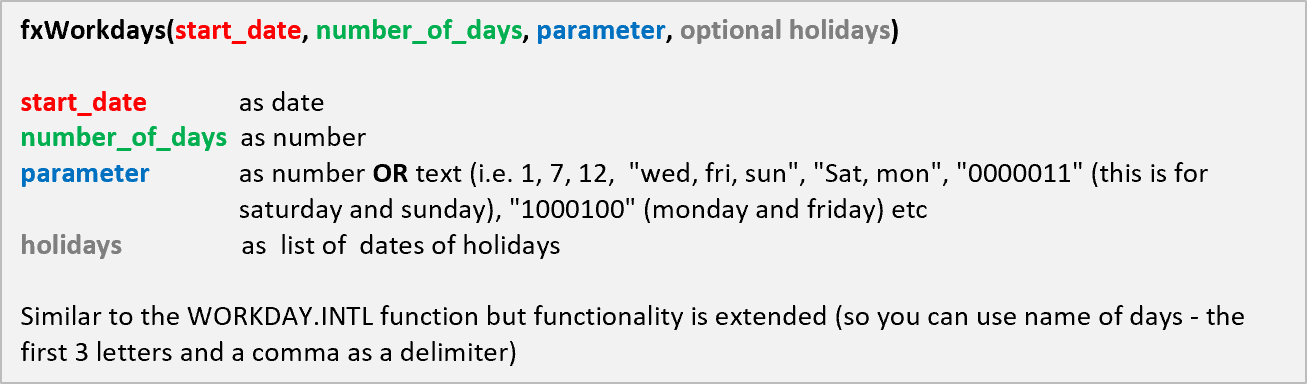 fxWorkdays(start_date, number_of_days, parameter, optional holidays)
start_date as date
number_of_days as number
parameter as number OR text (i.e. 1, 7, 12, "wed, fri, sun", "Sat, mon", "0000011" (this is for
saturday and sunday), "1000100" (monday and friday) etc
holidays as list of dates of holidays
Similar to the WORKDAY.INTL function but functionality is extended (so you can use name of days - the
first 3 letters and a comma as a delimiter)